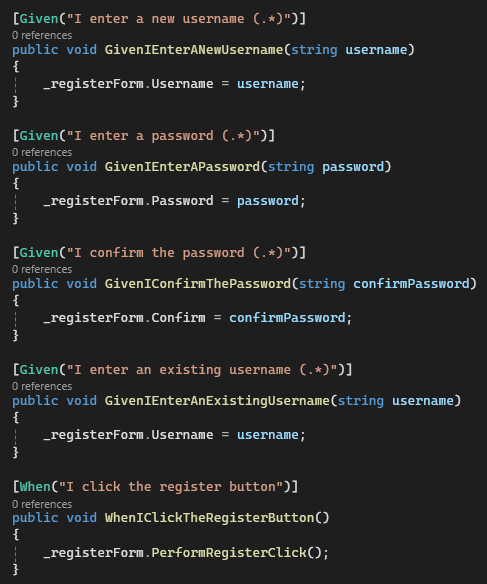 [Given("I enter a new username (.*)")]
0 references
public void GivenIEnterANewUsername(string username)
{
    _registerForm.Username = username;
}
[Given("I enter a password (.*)")]
0 references
public void GivenIEnterAPassword(string password)
{
    _registerForm.Password = password;
}
[Given("I confirm the password (.*)")]
0 references
public void GivenIConfirmThePassword(string confirmPassword)
{
    _registerForm.Confirm = confirmPassword;
}
[Given("I enter an existing username (.*)")]
0 references
public void GivenIEnterAnExistingUsername(string username)
{
    _registerForm.Username = username;
}
[When("I click the register button")]
0 references
public void WhenIClickTheRegisterButton()
{
    _registerForm.PerformRegisterClick();
}